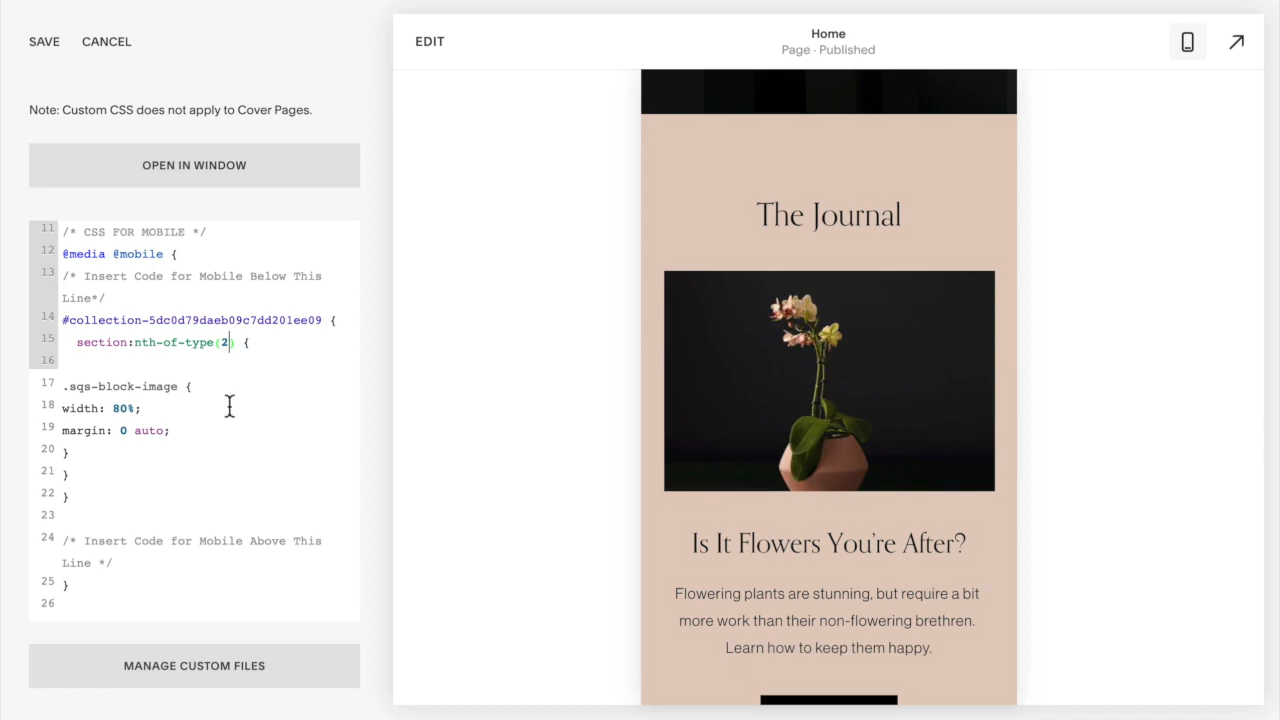 SAVE CANCEL
Note: Custom CSS does not apply to Cover Pages.
OPEN IN WINDOW
11 /* CSS FOR MOBILE */
12 @media @mobile {
13 /* Insert Code for Mobile Below This
Line*/
14 #collection-5dc0d79daeb09c7dd201ee09 {
15 section:nth-of-type(2) {
16
17 .sqs-block-image {
18 width: 80%;
19 margin: 0 auto;
20 }
21 }
22 }
23
24 /* Insert Code for Mobile Above This
Line */
25 }
26
MANAGE CUSTOM FILES
EDIT
Home
Page · Published
The Journal
Is It Flowers You're After?
Flowering plants are stunning, but require a bit
more work than their non-flowering brethren.
Learn how to keep them happy.